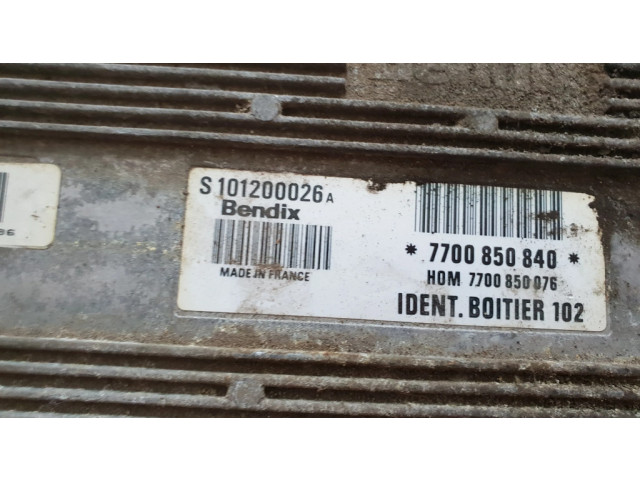 S 101200026 A
Bendix
MADE IN FRANCE
* 7700 850 840 *
HOM 7700 850 076
IDENT. BOITIER 102